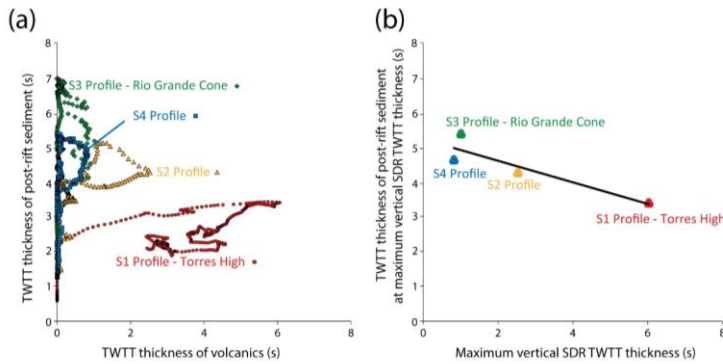 (a)
TWTT thickness of post-rift sediment (s)
8
7
6
5
4
3
2
1
0
0
2
4
6
8
TWTT thickness of volcanics (s)
S3 Profile - Rio Grande Cone
S4 Profile
S2 Profile
S1 Profile - Torres High
(b)
TWTT thickness of post-rift sediment
at maximum vertical SDR TWTT thickness (s)
8
7
6
5
4
3
2
1
0
0
2
4
6
8
Maximum vertical SDR TWTT thickness (s)
S3 Profile - Rio Grande Cone
S4 Profile
S2 Profile
S1 Profile - Torres High